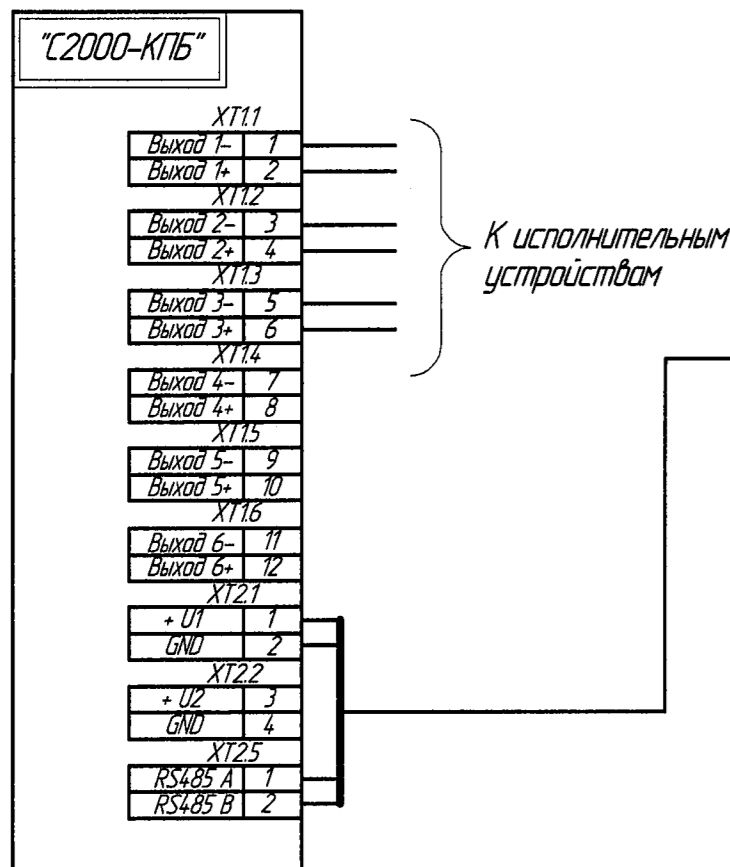 "С2000-КПБ"
XT1.1
Выход 1- 1
Выход 1+ 2
XT1.2
Выход 2- 3
Выход 2+ 4
XT1.3
Выход 3- 5
Выход 3+ 6
XT1.4
Выход 4- 7
Выход 4+ 8
XT1.5
Выход 5- 9
Выход 5+ 10
XT1.6
Выход 6- 11
Выход 6+ 12
XT2.1
+ U1 1
GND 2
XT2.2
+ U2 3
GND 4
XT2.5
RS485 A 1
RS485 B 2
К исполнительным
устройствам